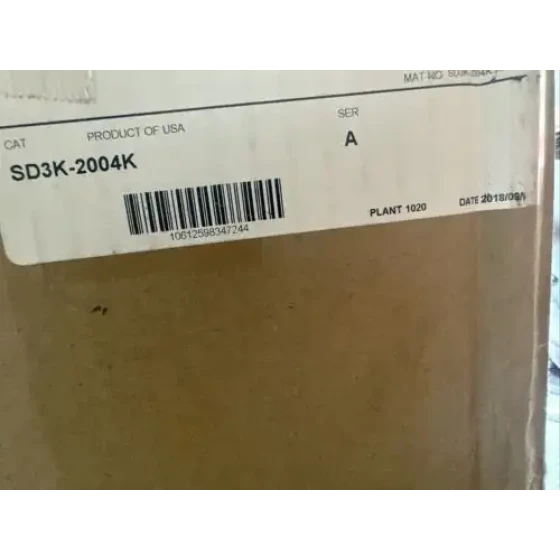 MAT NO
CAT PRODUCT OF USA SER
SD3K-2004K A
10612598347244 PLANT 1020 DATE 2018/09/